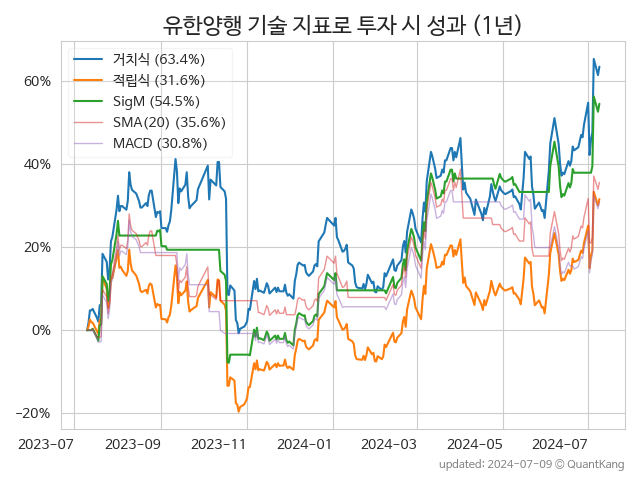 유한양행 기술 지표로 투자 시 성과 (1년)
거치식 (63.4%)
적립식 (31.6%)
SigM (54.5%)
SMA(20) (35.6%)
MACD (30.8%)
60%
40%
20%
0%
−20%
2023-07 2023-09 2023-11 2024-01 2024-03 2024-05 2024-07
updated: 2024-07-09 © QuantKang